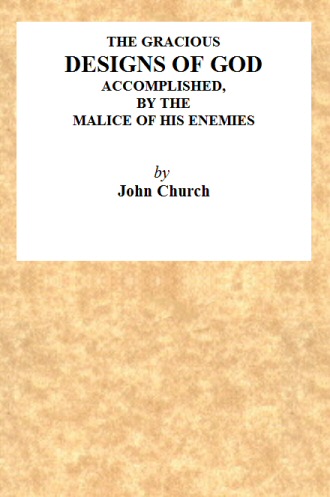 THE GRACIOUS
DESIGNS OF GOD
ACCOMPLISHED,
BY THE
MALICE OF HIS ENEMIES
by
John Church